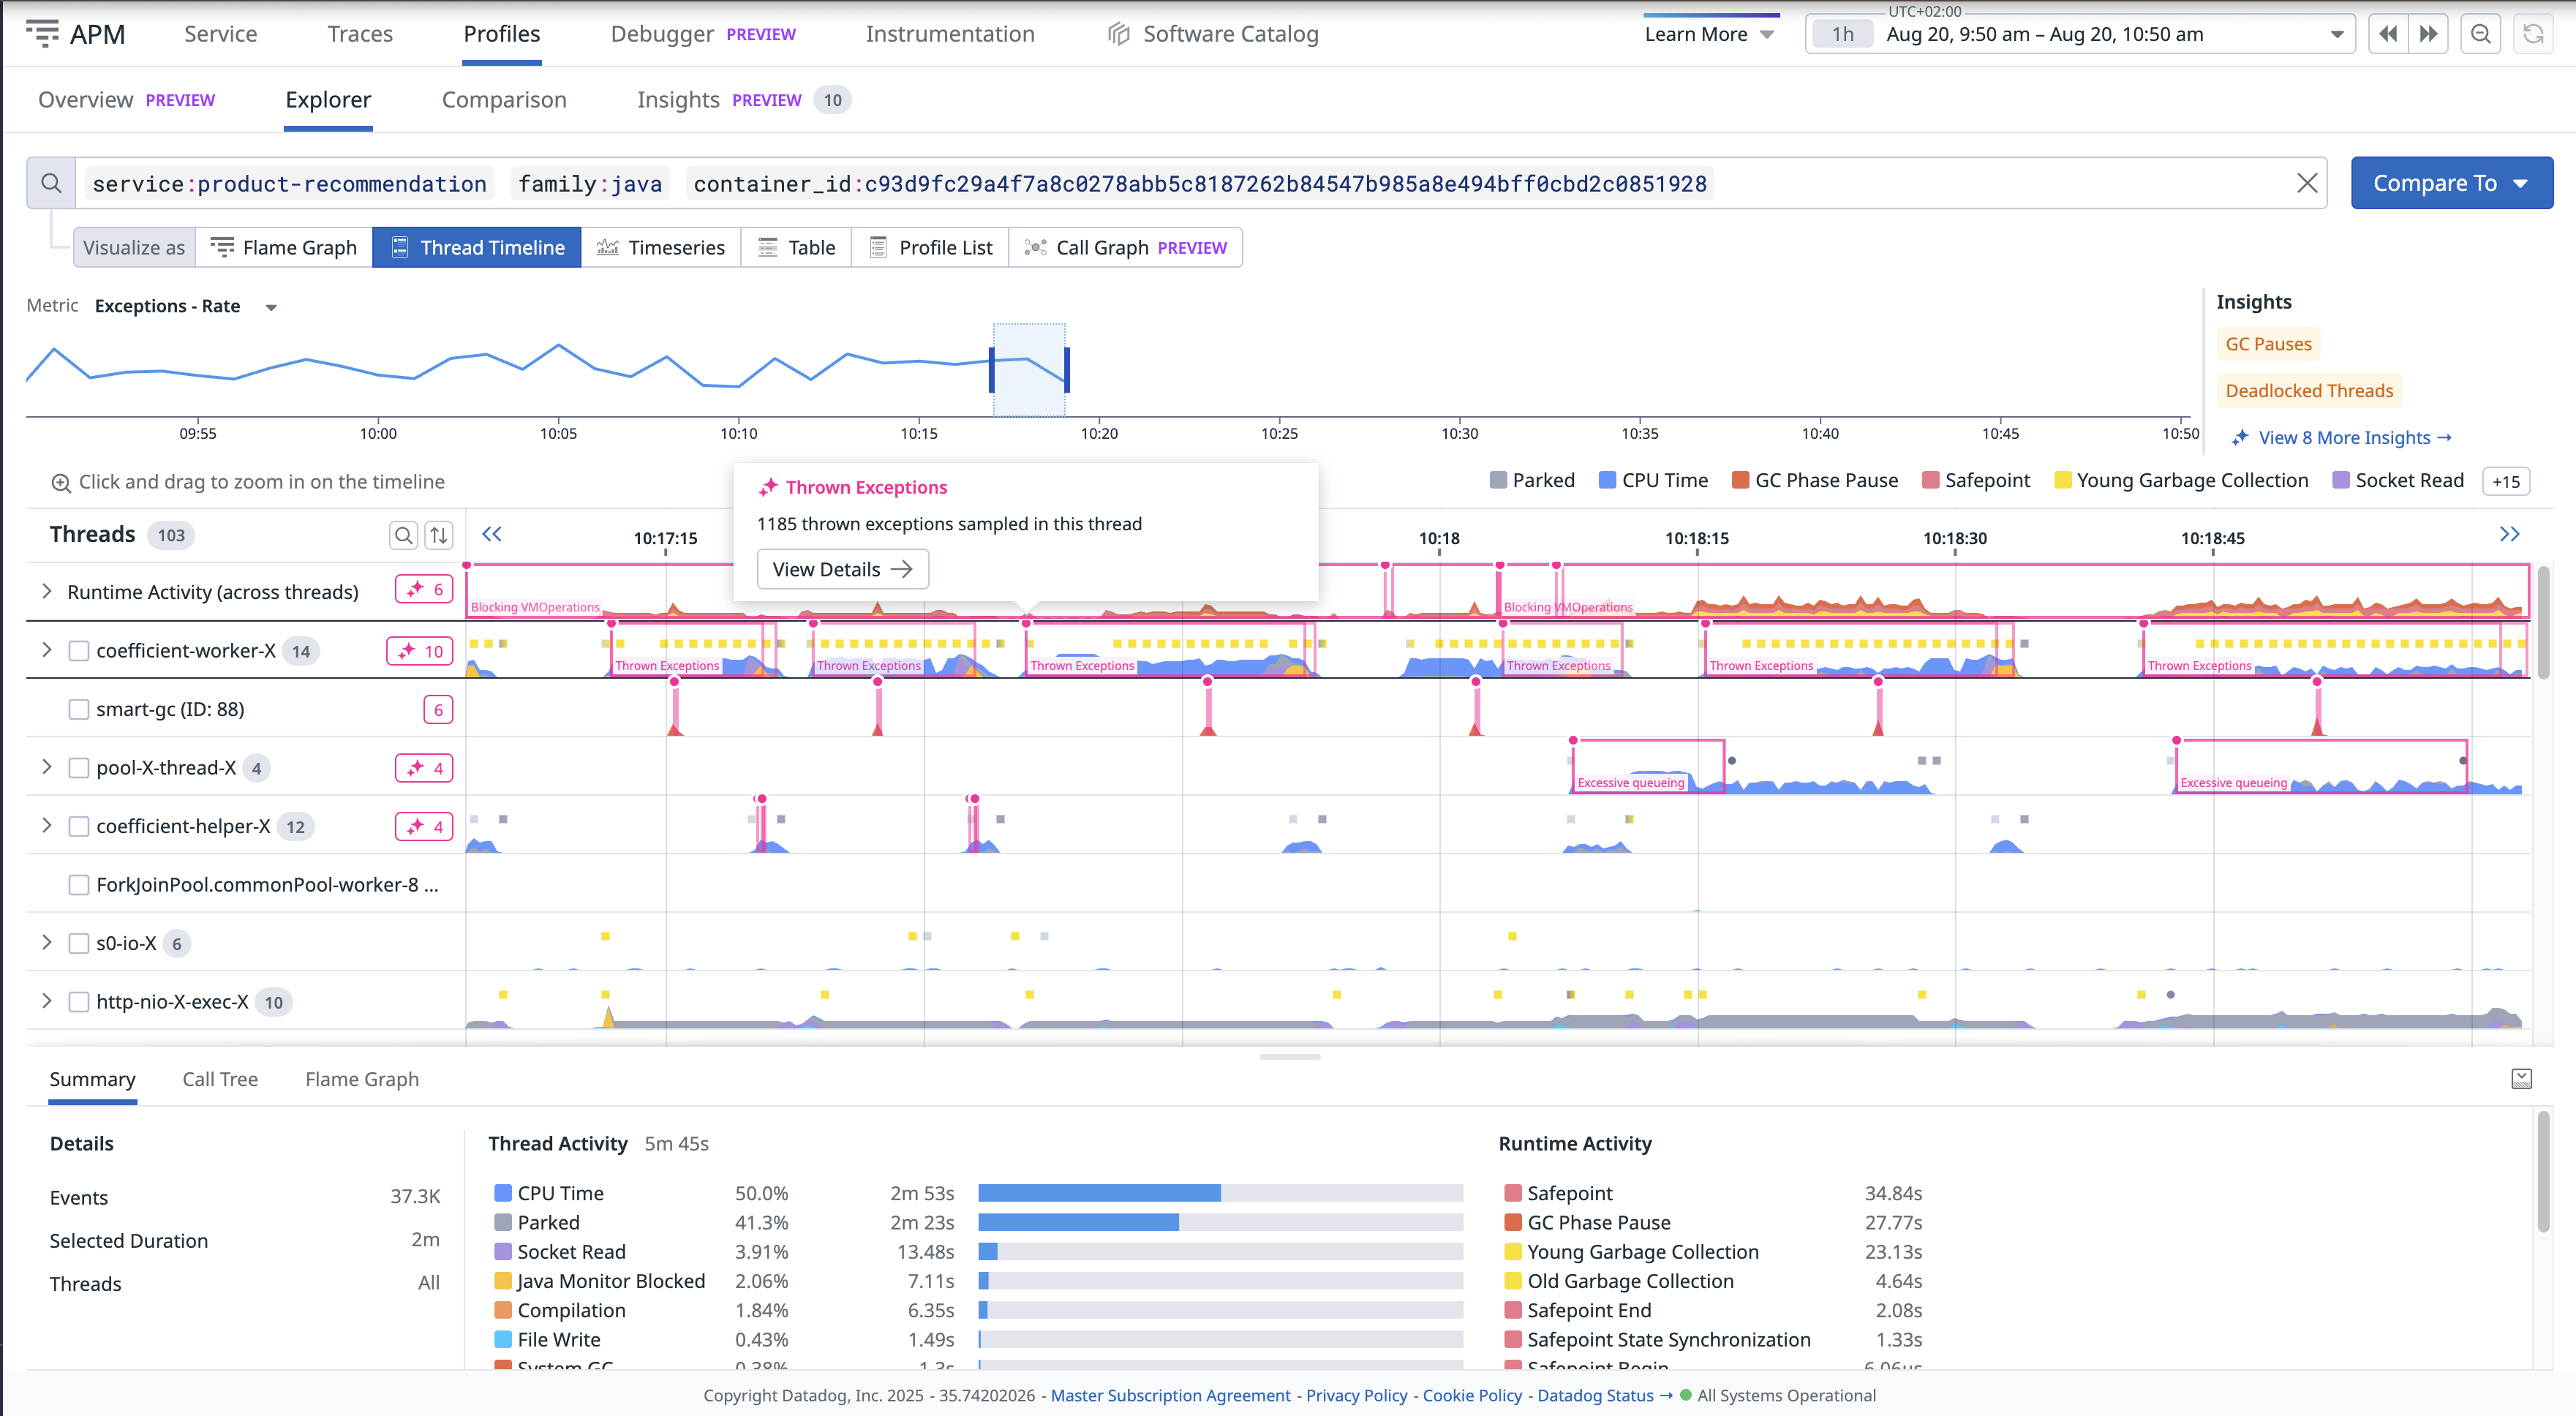 APM Service Traces Profiles Debugger PREVIEW Instrumentation Software Catalog Learn More UTC+02:00 1h Aug 20, 9:50 am – Aug 20, 10:50 am
Overview PREVIEW Explorer Comparison Insights PREVIEW 10
service:product-recommendation family:java container_id:c93d9fc29a4f7a8c0278abb5c8187262b84547b985a8e494bff0cbd2c0851928 Compare To
Visualize as Flame Graph Thread Timeline Timeseries Table Profile List Call Graph PREVIEW
Metric Exceptions - Rate
09:55 10:00 10:05 10:10 10:15 10:20 10:25 10:30 10:35 10:40 10:45 10:50
Insights
GC Pauses
Deadlocked Threads
View 8 More Insights →
Click and drag to zoom in on the timeline
Parked CPU Time GC Phase Pause Safepoint Young Garbage Collection Socket Read +15
Thrown Exceptions
1185 thrown exceptions sampled in this thread
View Details →
Threads 103
10:17:15 10:18 10:18:15 10:18:30 10:18:45
Runtime Activity (across threads) 6
Blocking VMOperations Blocking VMOperations
coefficient-worker-X 14 10
Thrown Exceptions Thrown Exceptions Thrown Exceptions Thrown Exceptions Thrown Exceptions Thrown Exceptions
smart-gc (ID: 88) 6
pool-X-thread-X 4 4
Excessive queueing Excessive queueing
coefficient-helper-X 12 4
ForkJoinPool.commonPool-worker-8 ...
s0-io-X 6
http-nio-X-exec-X 10
Summary Call Tree Flame Graph
Details
Events 37.3K
Selected Duration 2m
Threads All
Thread Activity 5m 45s
CPU Time 50.0% 2m 53s
Parked 41.3% 2m 23s
Socket Read 3.91% 13.48s
Java Monitor Blocked 2.06% 7.11s
Compilation 1.84% 6.35s
File Write 0.43% 1.49s
System GC 0.38% 1.3s
Runtime Activity
Safepoint 34.84s
GC Phase Pause 27.77s
Young Garbage Collection 23.13s
Old Garbage Collection 4.64s
Safepoint End 2.08s
Safepoint State Synchronization 1.33s
Safepoint Begin 6.06us
Copyright Datadog, Inc. 2025 - 35.74202026 - Master Subscription Agreement - Privacy Policy - Cookie Policy - Datadog Status → All Systems Operational